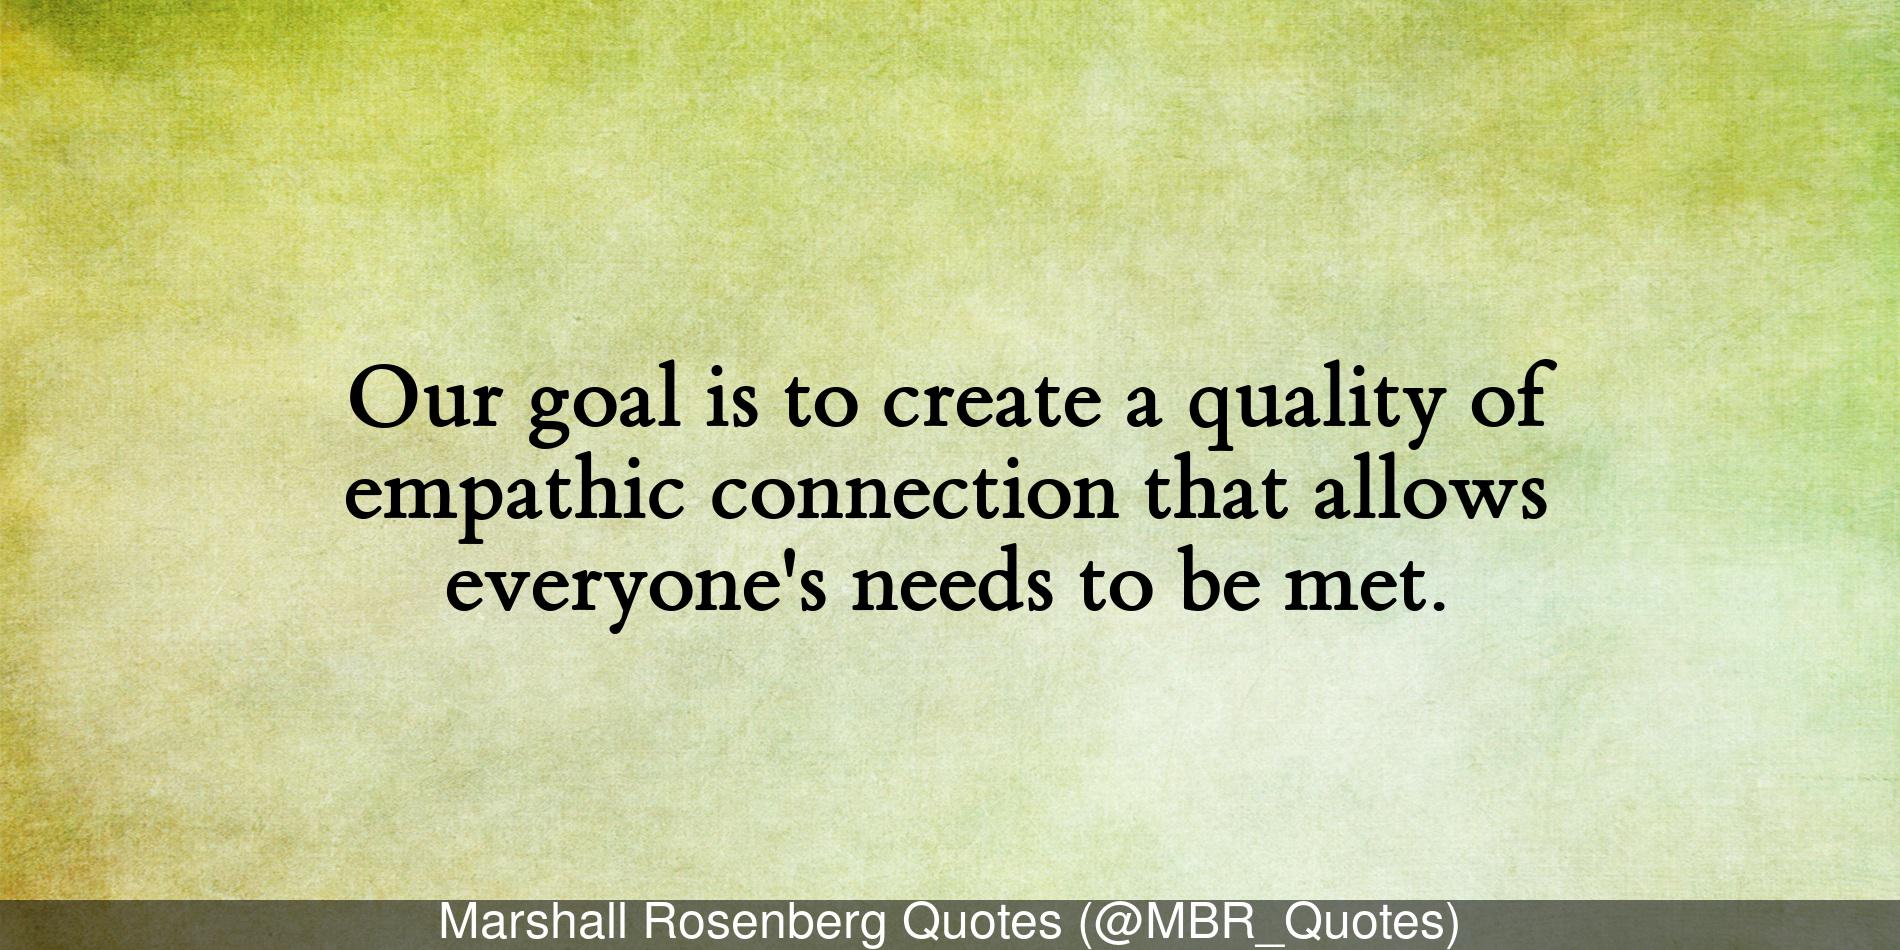 Our goal is to create a quality of
empathic connection that allows
everyone's needs to be met.
Marshall Rosenberg Quotes (@MBR_Quotes)